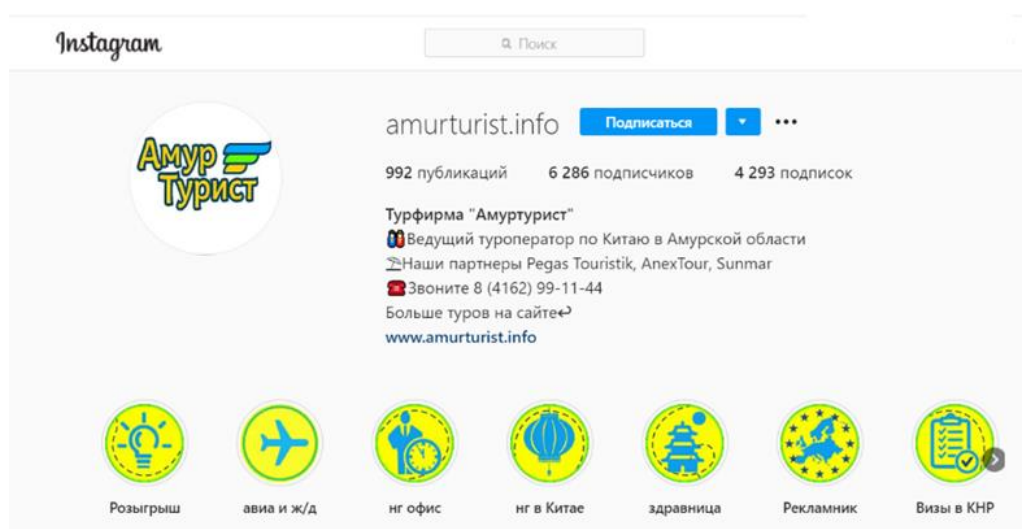 Instagram
Поиск
amurturist.info Подписаться
992 публикаций 6 286 подписчиков 4 293 подписок
Амур
Турист
Турфирма "Амуртурист"
Ведущий туроператор по Китаю в Амурской области
Наши партнеры Pegas Touristik, AnexTour, Sunmar
Звоните 8 (4162) 99-11-44
Больше туров на сайте
www.amurturist.info
Розыгрыш авиа и ж/д нг офис нг в Китае здравница Рекламник Визы в КНР